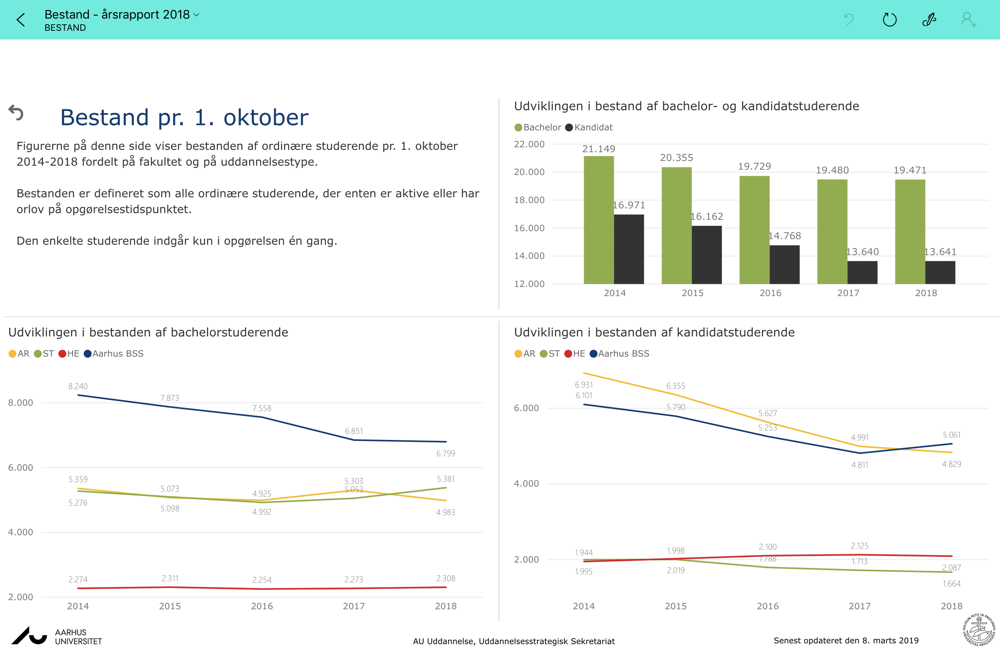 Bestand - årsrapport 2018
BESTAND
Bestand pr. 1. oktober
Figurerne på denne side viser bestanden af ordinære studerende pr. 1. oktober
2014-2018 fordelt på fakultet og på uddannelsestype.
Bestanden er defineret som alle ordinære studerende, der enten er aktive eller har
orlov på opgørelsestidspunktet.
Den enkelte studerende indgår kun i opgørelsen én gang.
Udviklingen i bestand af bachelor- og kandidatstuderende
Bachelor Kandidat
22.000
20.000
18.000
16.000
14.000
12.000
21.149
16.971
20.355
16.162
19.729
14.768
19.480
13.640
19.471
13.641
2014 2015 2016 2017 2018
Udviklingen i bestanden af bachelorstuderende
AR ST HE Aarhus BSS
8.000
6.000
4.000
2.000
8.240 7.873 7.558 6.851 6.799
5.359 5.073 4.925 5.303 5.381
5.053
5.276 5.098 4.992 4.983
2.274 2.311 2.254 2.273 2.308
2014 2015 2016 2017 2018
Udviklingen i bestanden af kandidatstuderende
AR ST HE Aarhus BSS
6.000
4.000
2.000
6.931 6.355 5.627 4.991 5.061
6.101 5.790 5.253 4.811 4.829
1.944 1.998 2.100 2.125 2.087
1.995 2.019 1.788 1.713 1.664
2014 2015 2016 2017 2018
AARHUS
UNIVERSITET
AU Uddannelse, Uddannelsesstrategisk Sekretariat
Senest opdateret den 8. marts 2019
SOLIDUM PETIT IN PROFUNDIS
UNIVERSITAS ARHUSIENSIS